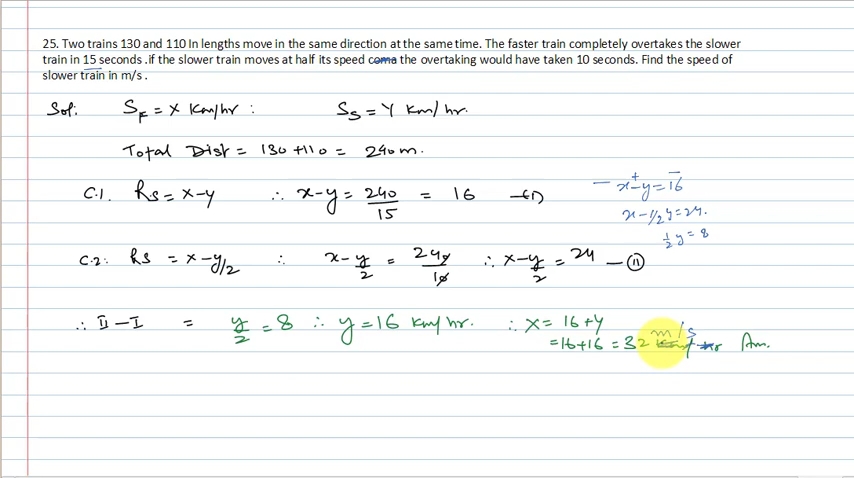 25. Two trains 130 and 110 In lengths move in the same direction at the same time. The faster train completely overtakes the slower
train in 15 seconds .if the slower train moves at half its speed coma the overtaking would have taken 10 seconds. Find the speed of
slower train in m/s .
Sol: S_F = x km/hr : S_S = Y km/hr.
Total Dist = 130+110 = 240m.
C.1 RS = x-y ∴ x-y = 240/15 = 16 —(I)
- x - y = 16
+ -
x - 1/2 y = 24.
1/2 y = 8
C.2: RS = x - y/2 ∴ x - y/2 = 240/10 ∴ x - y/2 = 24 — (II)
∴ II - I = y/2 = 8 ∴ y = 16 km/hr. ∴ x = 16 + y
= 16+16 = 32 m/s Am.